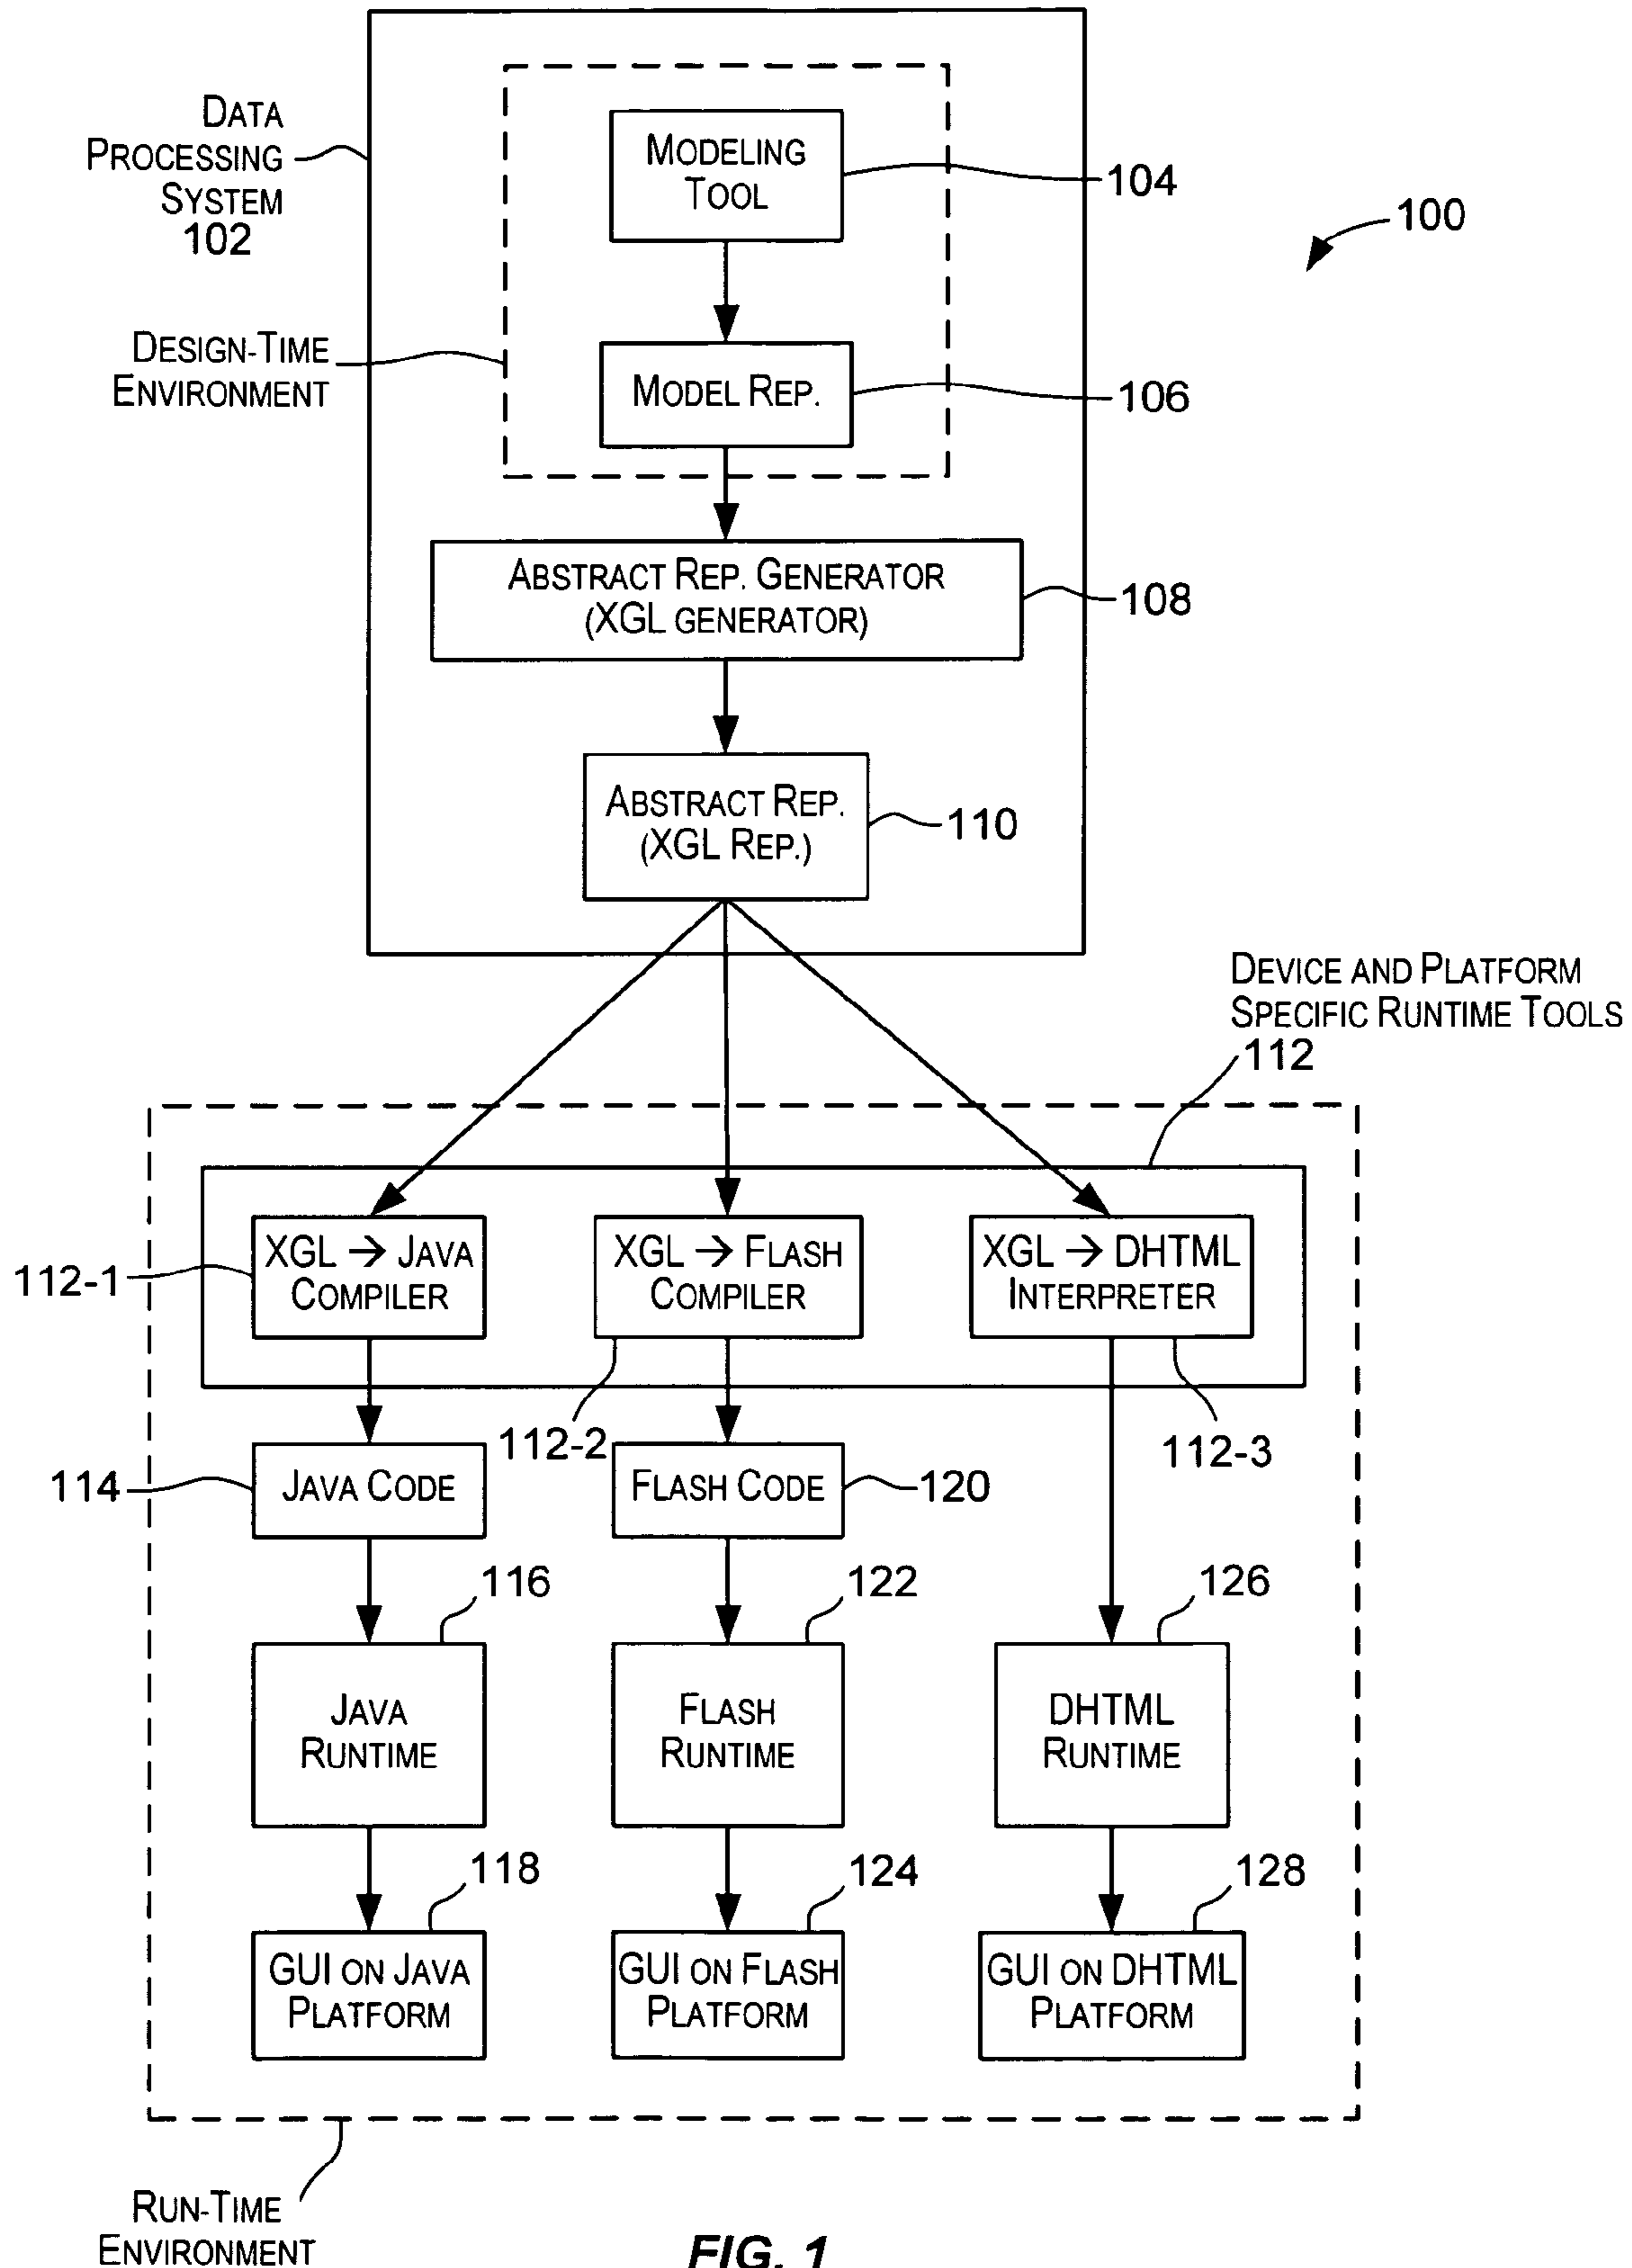 DATA
PROCESSING
SYSTEM
102
MODELING
TOOL
104
100
DESIGN-TIME
ENVIRONMENT
MODEL REP.
106
ABSTRACT REP. GENERATOR
(XGL GENERATOR)
108
ABSTRACT REP.
(XGL REP.)
110
DEVICE AND PLATFORM
SPECIFIC RUNTIME TOOLS
112
XGL → JAVA
COMPILER
112-1
XGL → FLASH
COMPILER
112-2
XGL → DHTML
INTERPRETER
112-3
114
JAVA CODE
FLASH CODE
120
116
122
126
JAVA
RUNTIME
FLASH
RUNTIME
DHTML
RUNTIME
118
124
128
GUI ON JAVA
PLATFORM
GUI ON FLASH
PLATFORM
GUI ON DHTML
PLATFORM
RUN-TIME
ENVIRONMENT
FIG. 1